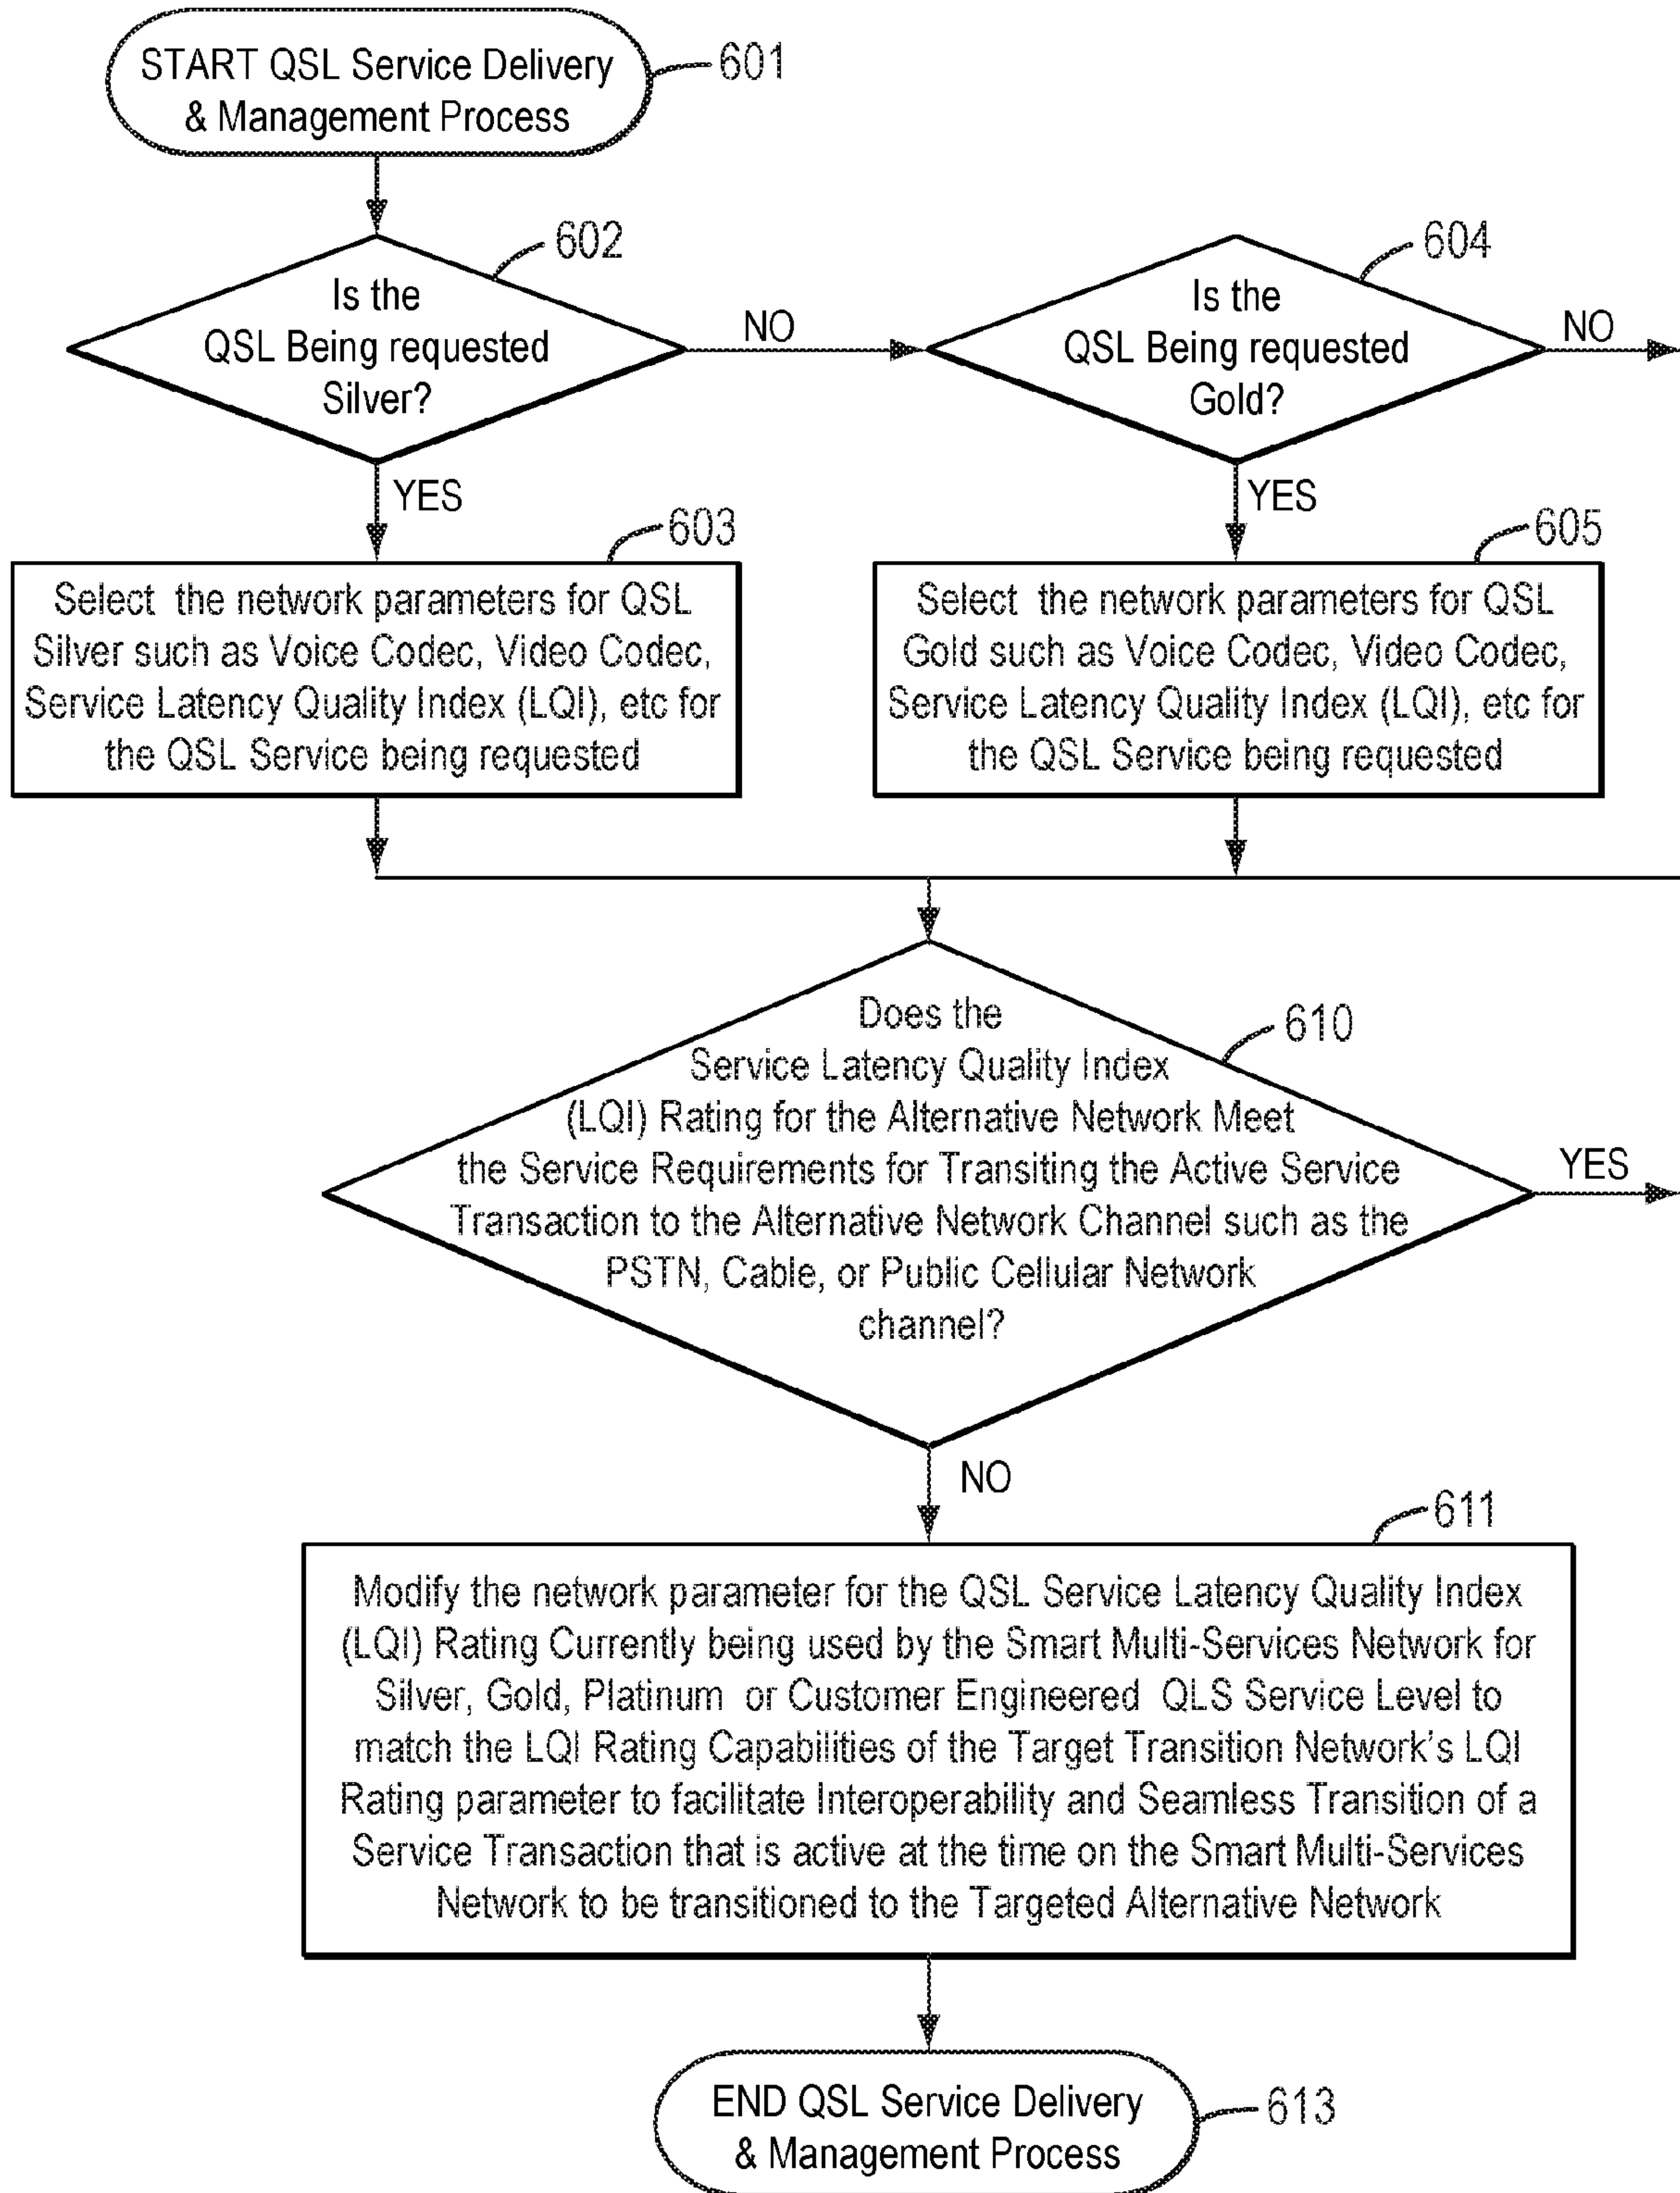 START QSL Service Delivery
& Management Process
601
602
Is the
QSL Being requested
Silver?
NO
YES
604
Is the
QSL Being requested
Gold?
NO
YES
603
Select the network parameters for QSL
Silver such as Voice Codec, Video Codec,
Service Latency Quality Index (LQI), etc for
the QSL Service being requested
605
Select the network parameters for QSL
Gold such as Voice Codec, Video Codec,
Service Latency Quality Index (LQI), etc for
the QSL Service being requested
610
Does the
Service Latency Quality Index
(LQI) Rating for the Alternative Network Meet
the Service Requirements for Transiting the Active Service
Transaction to the Alternative Network Channel such as the
PSTN, Cable, or Public Cellular Network
channel?
YES
NO
611
Modify the network parameter for the QSL Service Latency Quality Index
(LQI) Rating Currently being used by the Smart Multi-Services Network for
Silver, Gold, Platinum or Customer Engineered QLS Service Level to
match the LQI Rating Capabilities of the Target Transition Network's LQI
Rating parameter to facilitate Interoperability and Seamless Transition of a
Service Transaction that is active at the time on the Smart Multi-Services
Network to be transitioned to the Targeted Alternative Network
END QSL Service Delivery
& Management Process
613